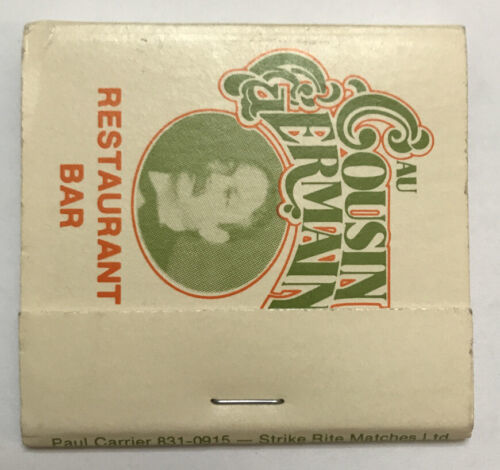 AU
COUSIN
GERMAIN
RESTAURANT
BAR
Paul Carrier 831-0915 — Strike Rite Matches Ltd.